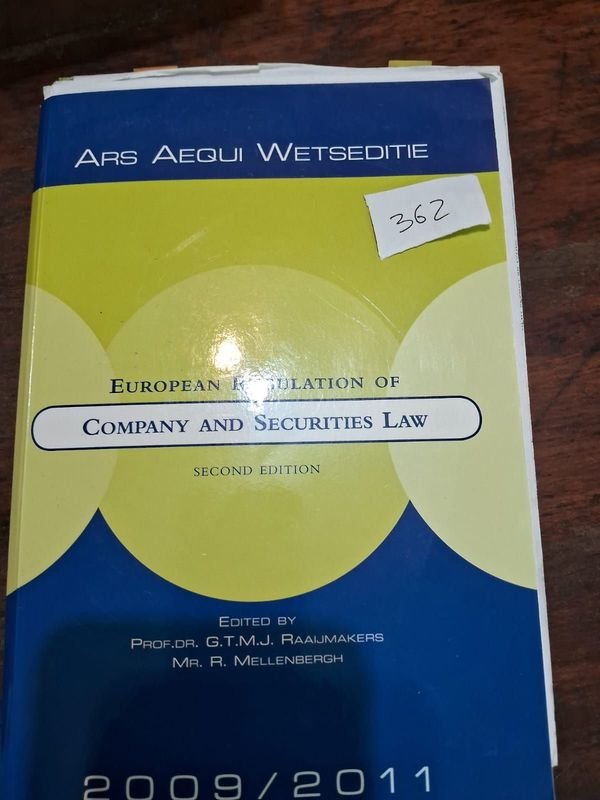 ARS AEQUI WETSEDITIE
362
EUROPEAN REGULATION OF
COMPANY AND SECURITIES LAW
SECOND EDITION
EDITED BY
PROF.DR. G.T.M.J. RAAIJMAKERS
MR. R. MELLENBERGH
2009/2011